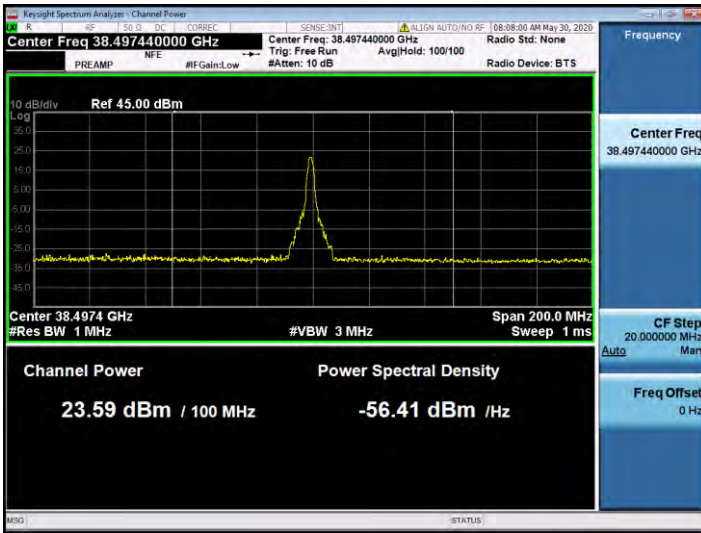 Keysight Spectrum Analyzer - Channel Power
R RF 50 Ω DC CORREC SENSE:INT ALIGN AUTO/NO RF 08:08:00 AM May 30, 2020
Center Freq 38.497440000 GHz
NFE
PREAMP #IFGain:Low
Center Freq: 38.497440000 GHz
Trig: Free Run Avg|Hold: 100/100
#Atten: 10 dB
Radio Std: None
Radio Device: BTS
10 dB/div Ref 45.00 dBm
Log
35.0
25.0
15.0
5.00
-5.00
-15.0
-25.0
-35.0
-45.0
Center 38.4974 GHz Span 200.0 MHz
#Res BW 1 MHz #VBW 3 MHz Sweep 1 ms
Channel Power Power Spectral Density
23.59 dBm / 100 MHz -56.41 dBm /Hz
Frequency
Center Freq
38.497440000 GHz
CF Step
20.000000 MHz
Auto Man
Freq Offset
0 Hz
MSG STATUS